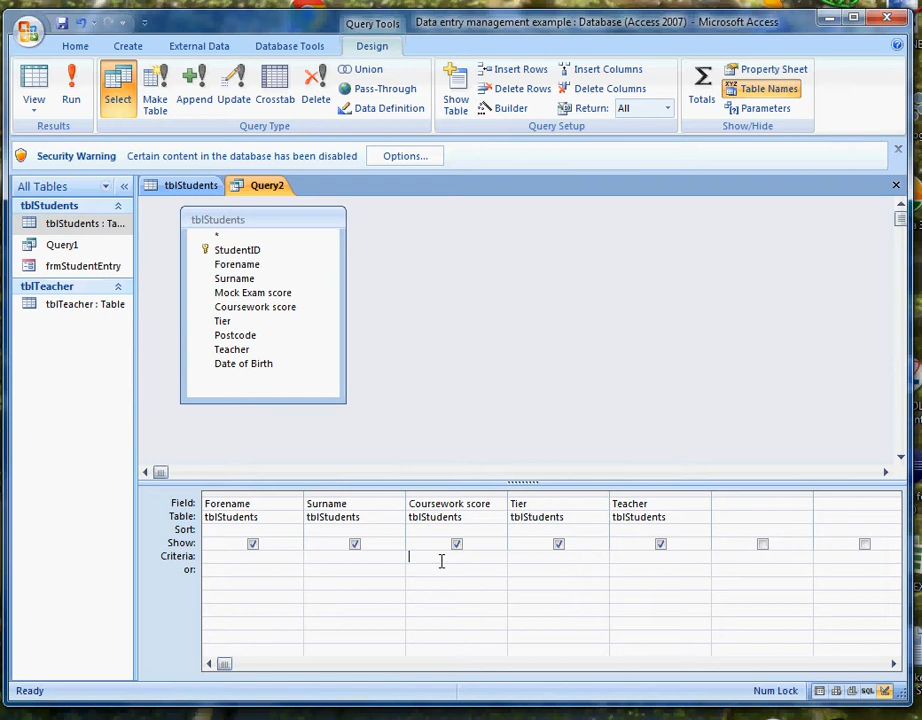 Query Tools
Data entry management example : Database (Access 2007) - Microsoft Access
Home Create External Data Database Tools Design
View
Run
Results
Select
Make Table
Append
Update
Crosstab
Delete
Union
Pass-Through
Data Definition
Query Type
Show Table
Insert Rows
Delete Rows
Builder
Insert Columns
Delete Columns
Return: All
Query Setup
Totals
Property Sheet
XYZ Table Names
Parameters
Show/Hide
Security Warning Certain content in the database has been disabled Options...
All Tables
tblStudents
tblStudents : Ta...
Query1
frmStudentEntry
tblTeacher
tblTeacher : Table
tblStudents Query2
tblStudents
*
StudentID
Forename
Surname
Mock Exam score
Coursework score
Tier
Postcode
Teacher
Date of Birth
Field: Forename Surname Coursework score Tier Teacher
Table: tblStudents tblStudents tblStudents tblStudents tblStudents
Sort:
Show:
Criteria:
or:
Ready Num Lock SQL